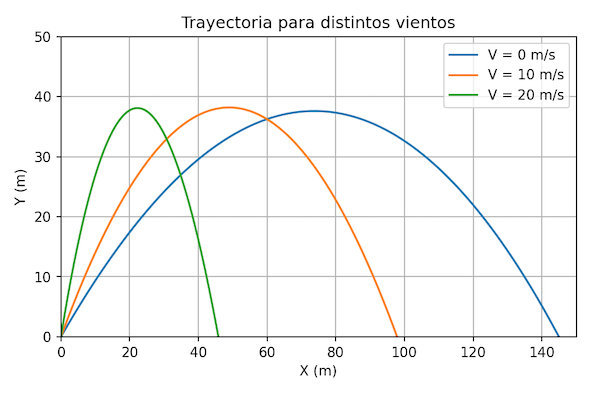 Trayectoria para distintos vientos
50
40
30
20
10
0
Y (m)
V = 0 m/s
V = 10 m/s
V = 20 m/s
0 20 40 60 80 100 120 140
X (m)